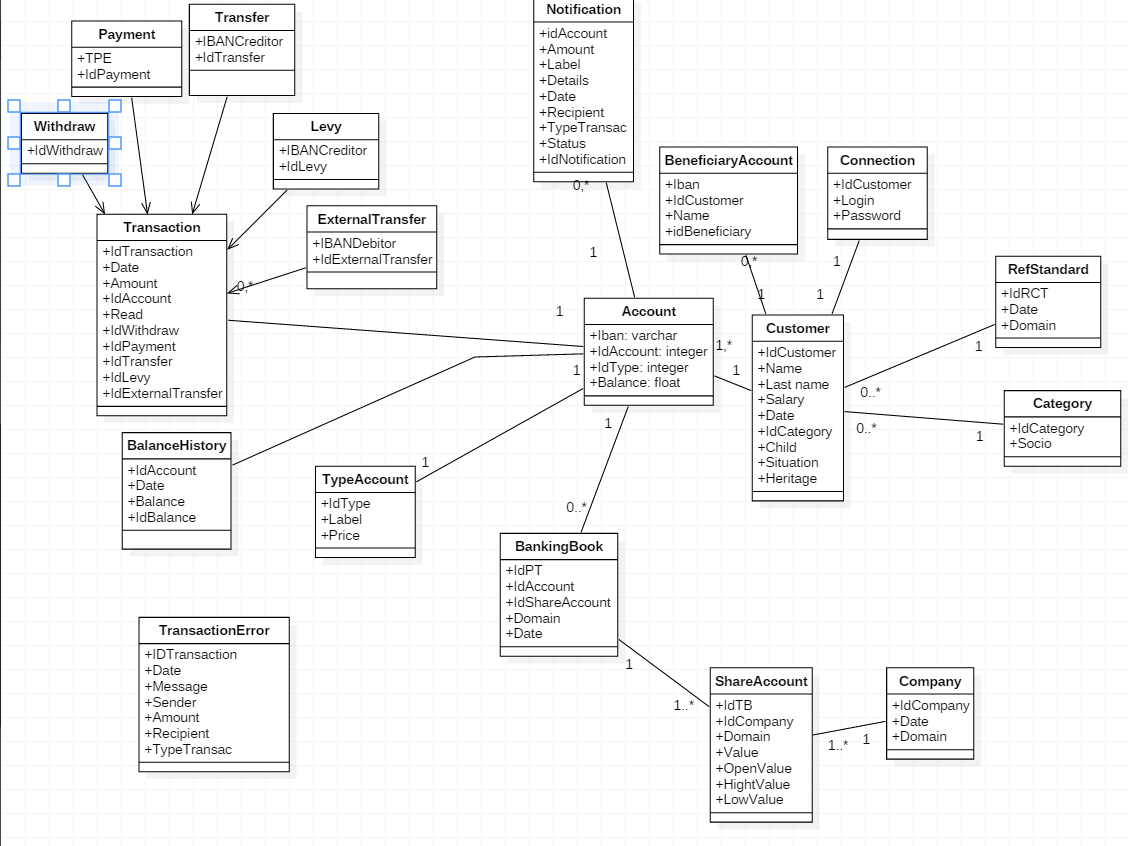 Payment
+TPE
+IdPayment
Transfer
+IBANCreditor
+IdTransfer
Withdraw
+IdWithdraw
Levy
+IBANCreditor
+IdLevy
ExternalTransfer
+IBANDebitor
+IdExternalTransfer
Transaction
+IdTransaction
+Date
+Amount
+IdAccount
+Read
+IdWithdraw
+IdPayment
+IdTransfer
+IdLevy
+IdExternalTransfer
0,*
1
Notification
+idAccount
+Amount
+Label
+Details
+Date
+Recipient
+TypeTransac
+Status
+IdNotification
0,*
1
BeneficiaryAccount
+Iban
+IdCustomer
+Name
+idBeneficiary
0,*
1
Connection
+IdCustomer
+Login
+Password
1
1
RefStandard
+IdRCT
+Date
+Domain
1
0..*
Account
+Iban: varchar
+IdAccount: integer
+IdType: integer
+Balance: float
1,*
1
Customer
+IdCustomer
+Name
+Last name
+Salary
+Date
+IdCategory
+Child
+Situation
+Heritage
Category
+IdCategory
+Socio
0..*
1
BalanceHistory
+IdAccount
+Date
+Balance
+IdBalance
TypeAccount
+IdType
+Label
+Price
1
1
1
0..*
BankingBook
+IdPT
+IdAccount
+IdShareAccount
+Domain
+Date
1
1..*
TransactionError
+IDTransaction
+Date
+Message
+Sender
+Amount
+Recipient
+TypeTransac
ShareAccount
+IdTB
+IdCompany
+Domain
+Value
+OpenValue
+HightValue
+LowValue
1..*
1
Company
+IdCompany
+Date
+Domain